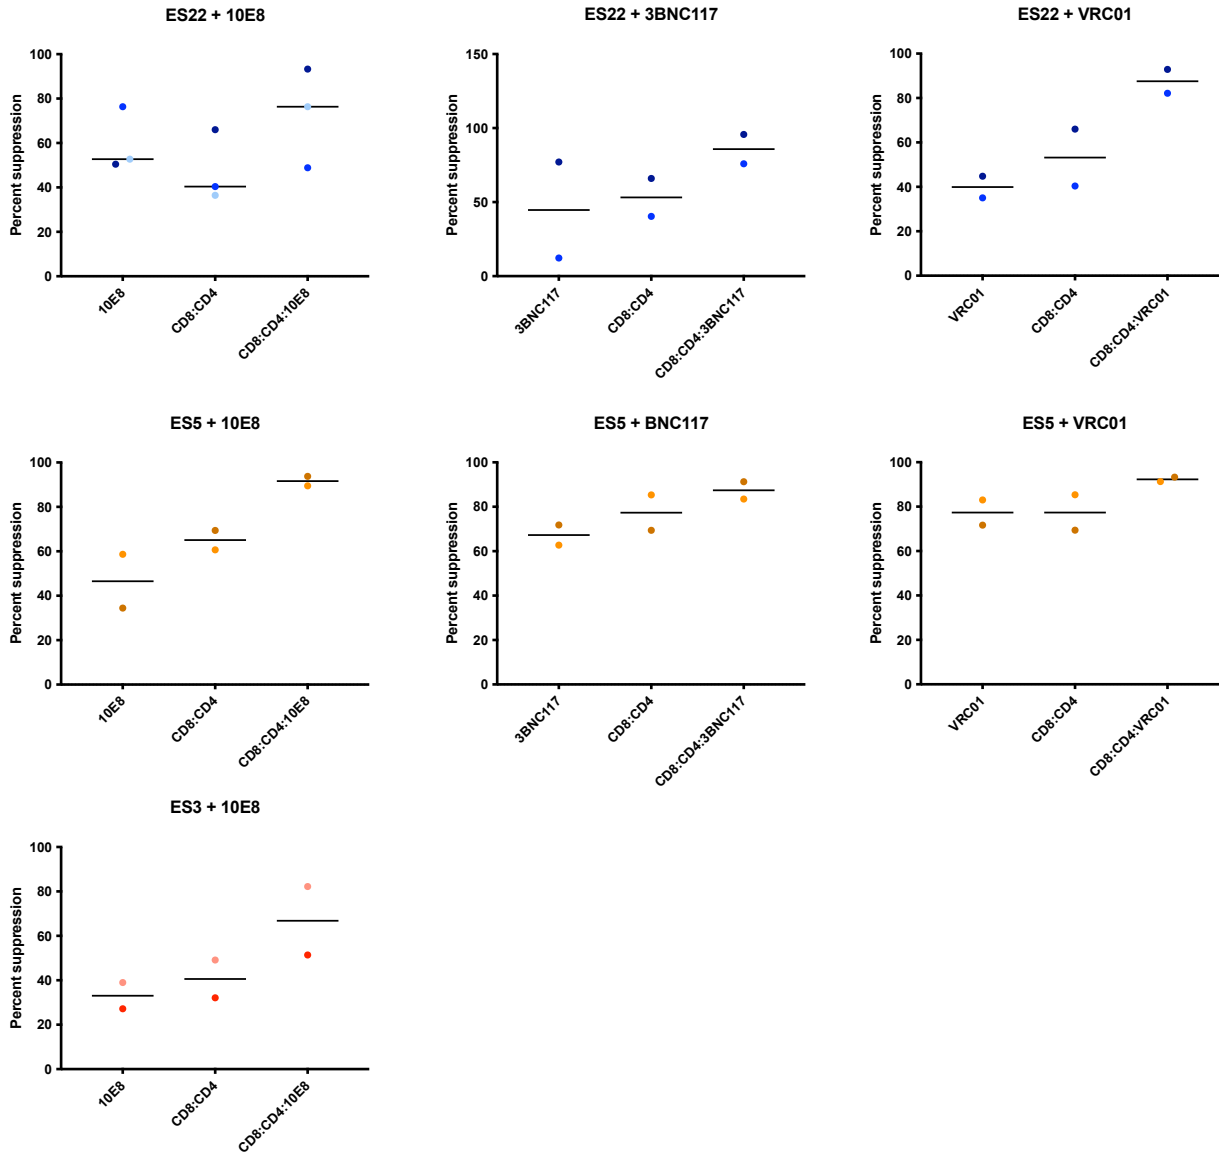 ES22 + 10E8
Percent suppression
100
80
60
40
20
0
10E8
CD8:CD4
CD8:CD4:10E8
ES22 + 3BNC117
Percent suppression
150
100
50
0
3BNC117
CD8:CD4
CD8:CD4:3BNC117
ES22 + VRC01
Percent suppression
100
80
60
40
20
0
VRC01
CD8:CD4
CD8:CD4:VRC01
ES5 + 10E8
Percent suppression
100
80
60
40
20
0
10E8
CD8:CD4
CD8:CD4:10E8
ES5 + BNC117
Percent suppression
100
80
60
40
20
0
3BNC117
CD8:CD4
CD8:CD4:3BNC117
ES5 + VRC01
Percent suppression
100
80
60
40
20
0
VRC01
CD8:CD4
CD8:CD4:VRC01
ES3 + 10E8
Percent suppression
100
80
60
40
20
0
10E8
CD8:CD4
CD8:CD4:10E8